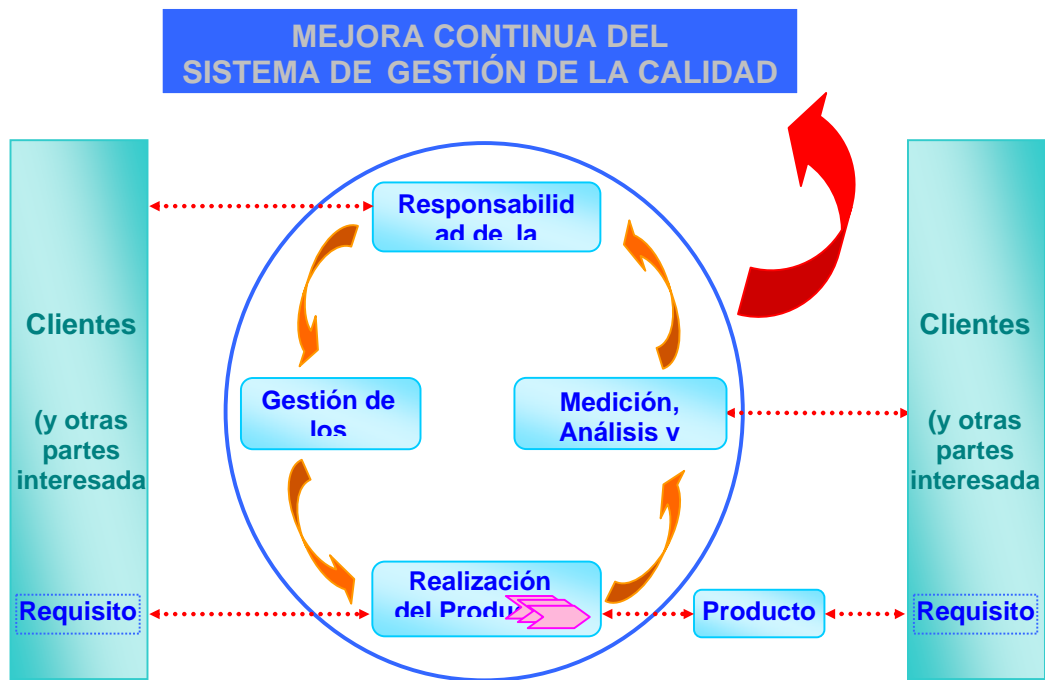 MEJORA CONTINUA DEL
SISTEMA DE GESTIÓN DE LA CALIDAD
Responsabilid
ad de la
Clientes
(y otras
partes
interesada
Requisito
Gestión de
los
Medición,
Análisis y
Realización
del Produc
Producto
Clientes
(y otras
partes
interesada
Requisito